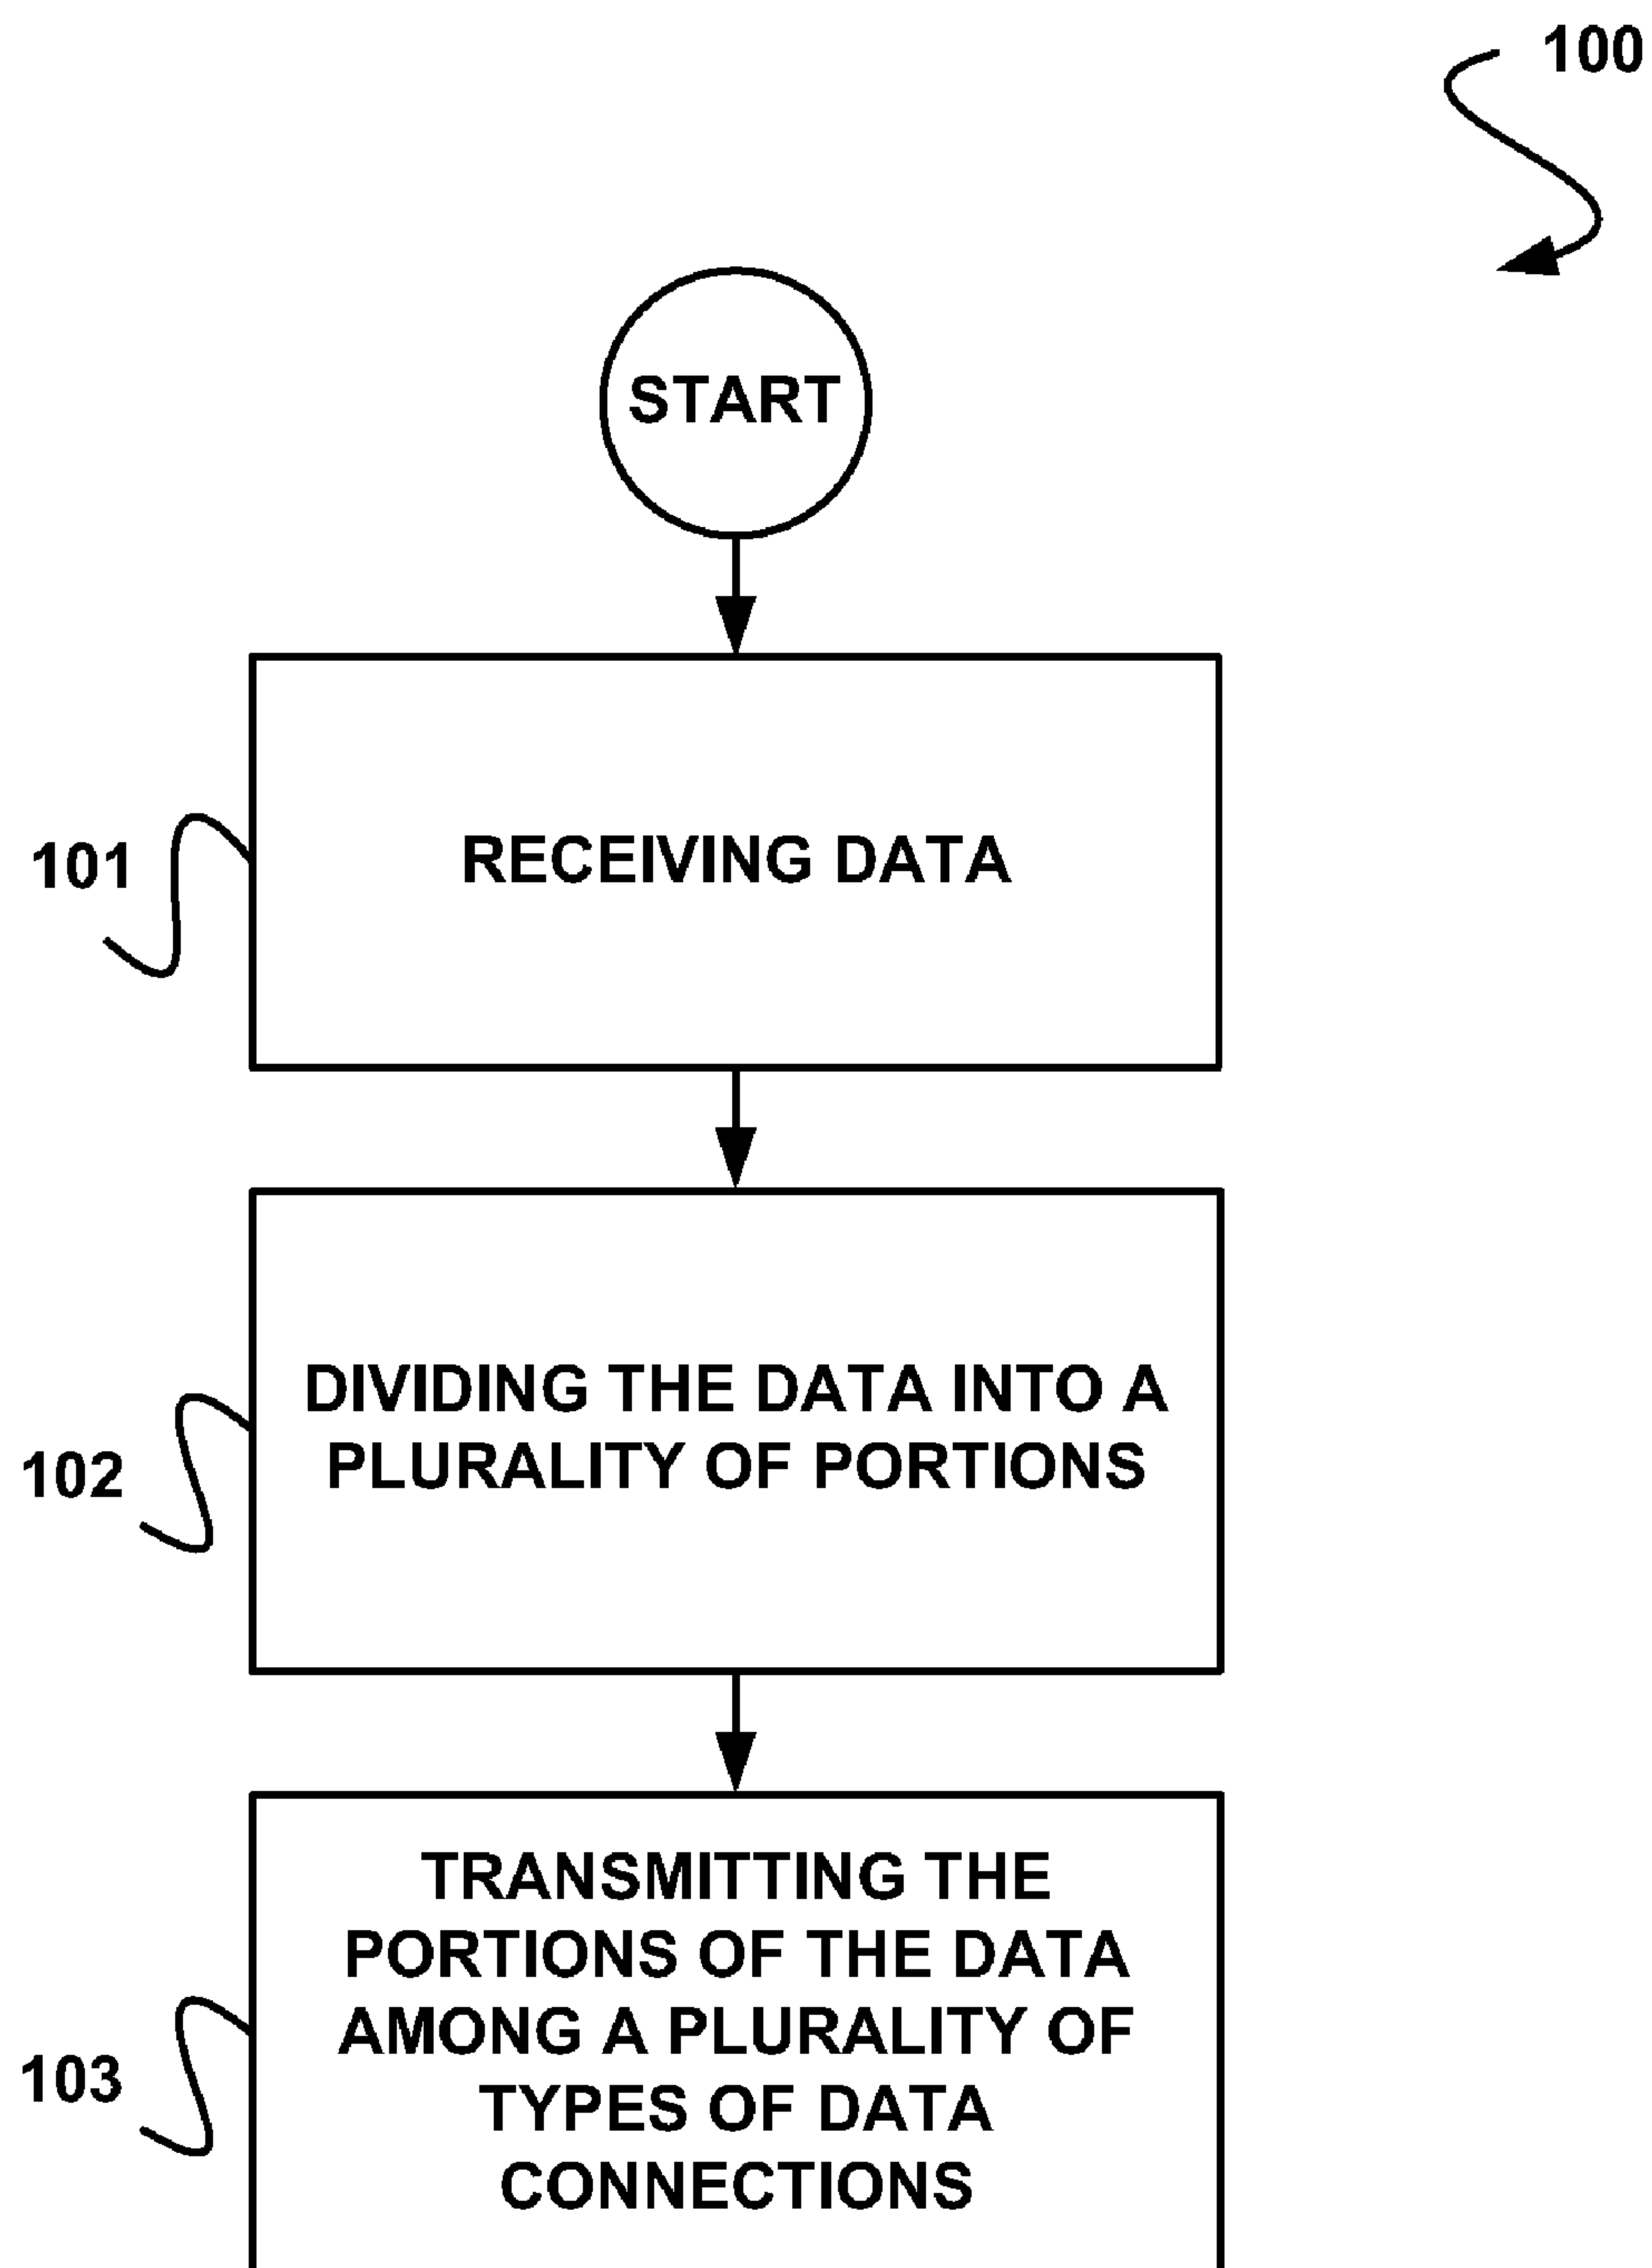 100
START
101
RECEIVING DATA
DIVIDING THE DATA INTO A
PLURALITY OF PORTIONS
102
TRANSMITTING THE
PORTIONS OF THE DATA
AMONG A PLURALITY OF
TYPES OF DATA
CONNECTIONS
103